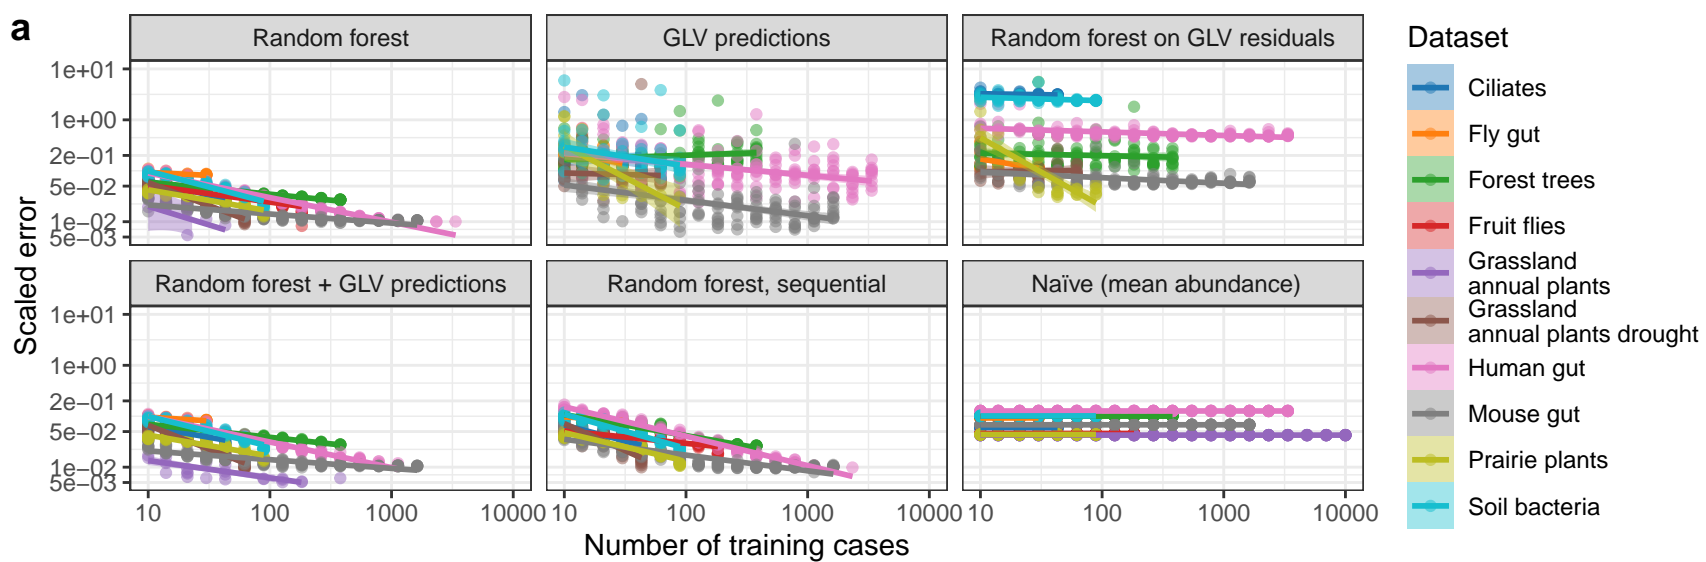 a
Random forest
GLV predictions
Random forest on GLV residuals
1e+01
1e+00
2e-01
5e-02
1e-02
5e-03
Random forest + GLV predictions
Random forest, sequential
Naïve (mean abundance)
1e+01
1e+00
2e-01
5e-02
1e-02
5e-03
Scaled error
10
100
1000
10000
10
100
1000
10000
10
100
1000
10000
Number of training cases
Dataset
Ciliates
Fly gut
Forest trees
Fruit flies
Grassland
annual plants
Grassland
annual plants drought
Human gut
Mouse gut
Prairie plants
Soil bacteria